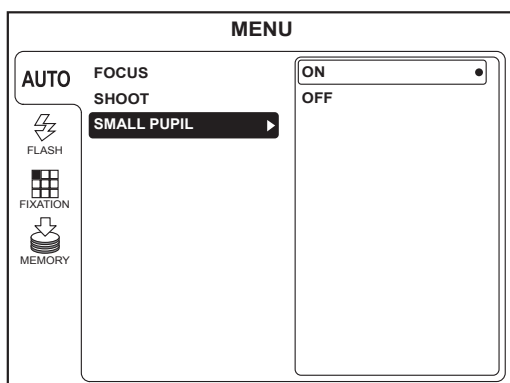 MENU
AUTO
FLASH
FIXATION
MEMORY
FOCUS
SHOOT
SMALL PUPIL
ON
OFF